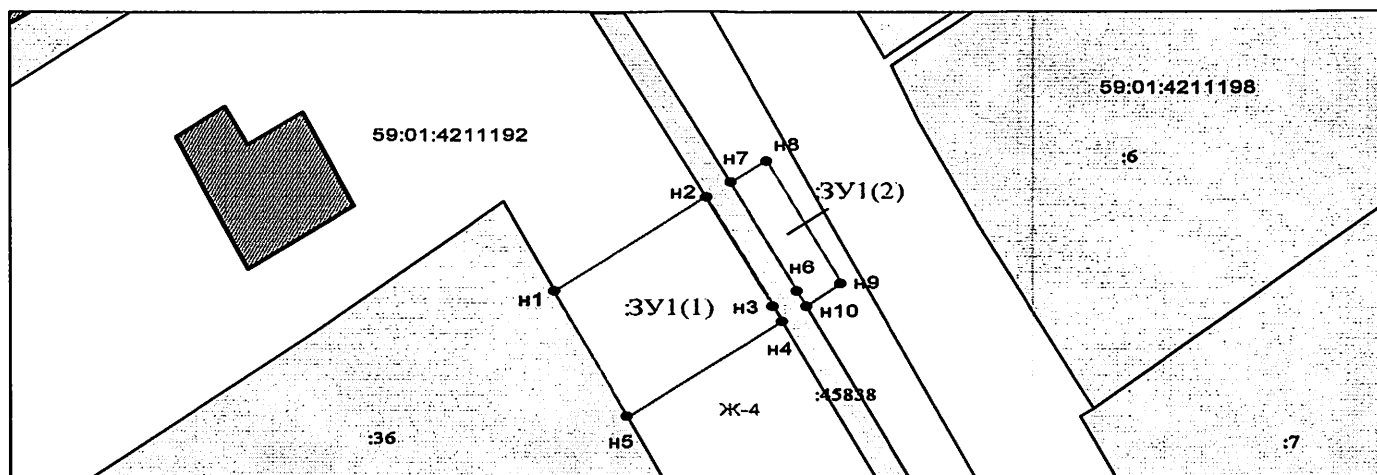 59:01:4211198
59:01:4211192
:6
н7
н8
н2
:ЗУ1(2)
н1
н6
н9
:ЗУ1(1)
н3
н10
н4
:45838
Ж-4
н5
:36
:7